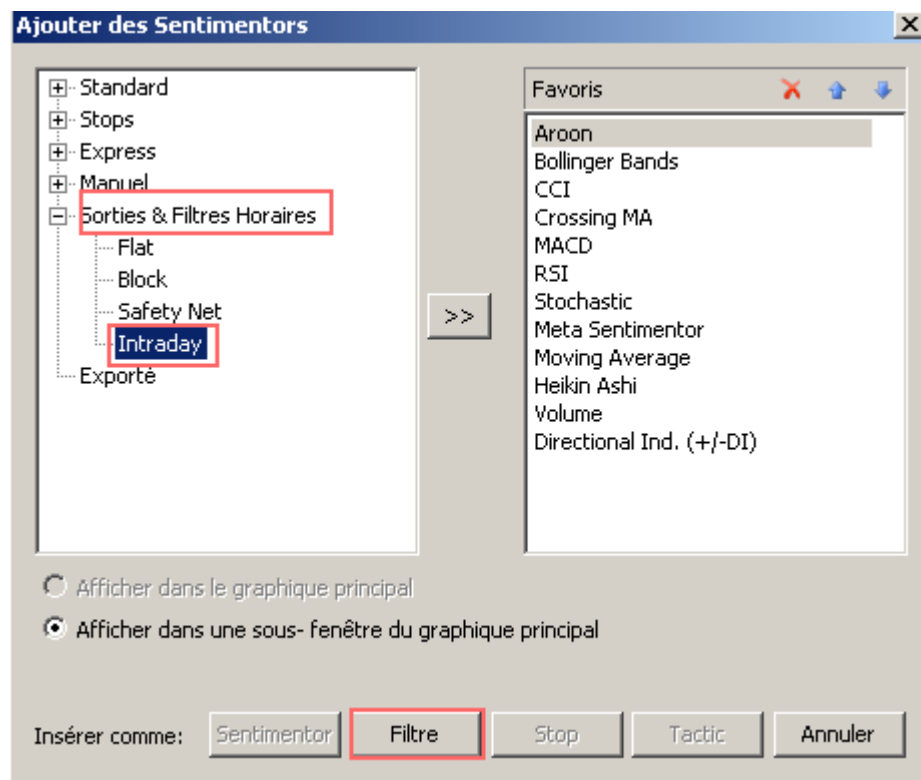 Ajouter des Sentimentors
Standard
Stops
Express
Manuel
Sorties & Filtres Horaires
Flat
Block
Safety Net
Intraday
Exporté
>>
Favoris
Aroon
Bollinger Bands
CCI
Crossing MA
MACD
RSI
Stochastic
Meta Sentimentor
Moving Average
Heikin Ashi
Volume
Directional Ind. (+/-DI)
Afficher dans le graphique principal
Afficher dans une sous- fenêtre du graphique principal
Insérer comme: Sentimentor Filtre Stop Tactic Annuler